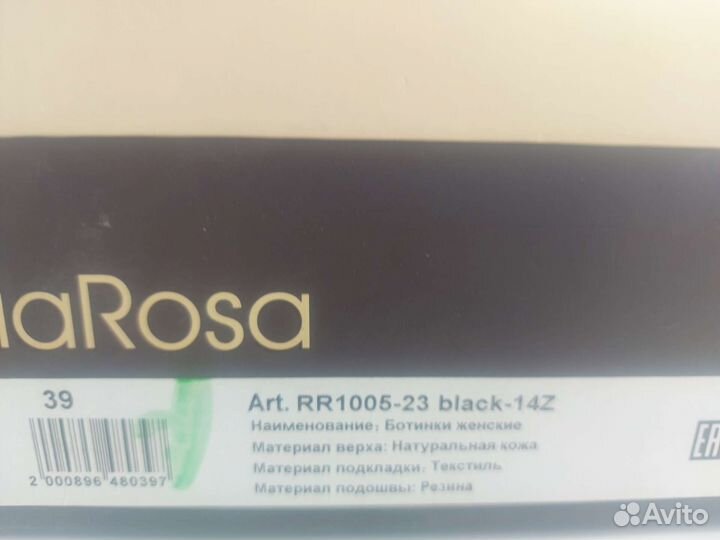 aRosa
39
Art. RR1005-23 black-14Z
Наименование: Ботинки женские
Материал верха: Натуральная кожа
Материал подкладки: Текстиль
Материал подошвы: Резина
2 000896 480397
EAC
Avito